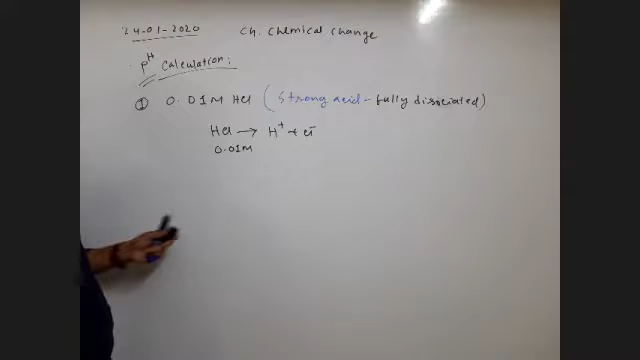 24-01-2020 Ch. Chemical Change
pH Calculation:
① 0.01M HCl (Strong acid - fully dissociated)
HCl → H⁺ + Cl⁻
0.01M